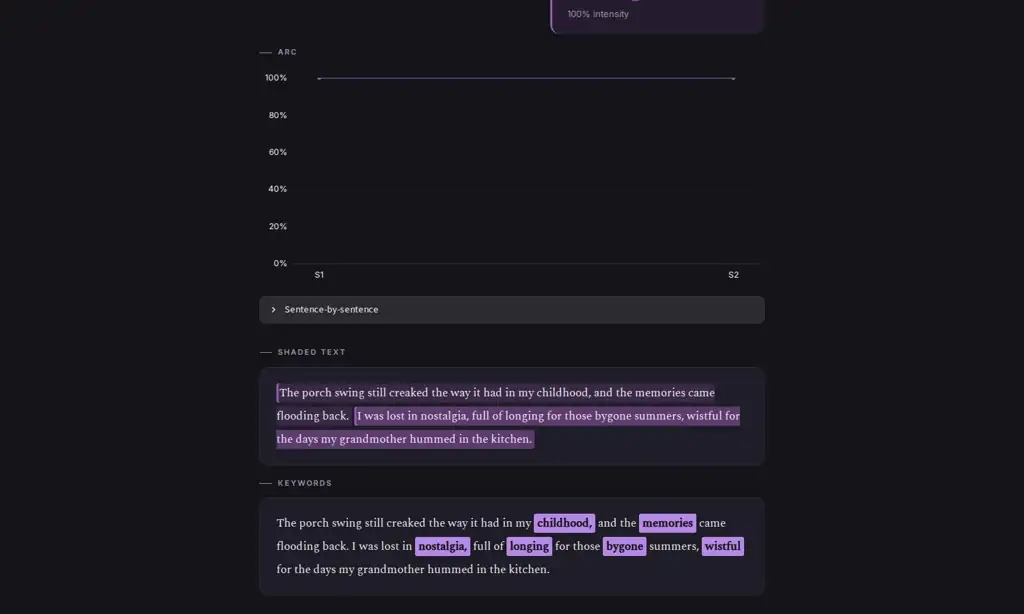 100% intensity
ARC
100%
80%
60%
40%
20%
0%
S1 S2
Sentence-by-sentence
SHADED TEXT
The porch swing still creaked the way it had in my childhood, and the memories came
flooding back. I was lost in nostalgia, full of longing for those bygone summers, wistful for
the days my grandmother hummed in the kitchen.
KEYWORDS
The porch swing still creaked the way it had in my childhood, and the memories came
flooding back. I was lost in nostalgia, full of longing for those bygone summers, wistful
for the days my grandmother hummed in the kitchen.